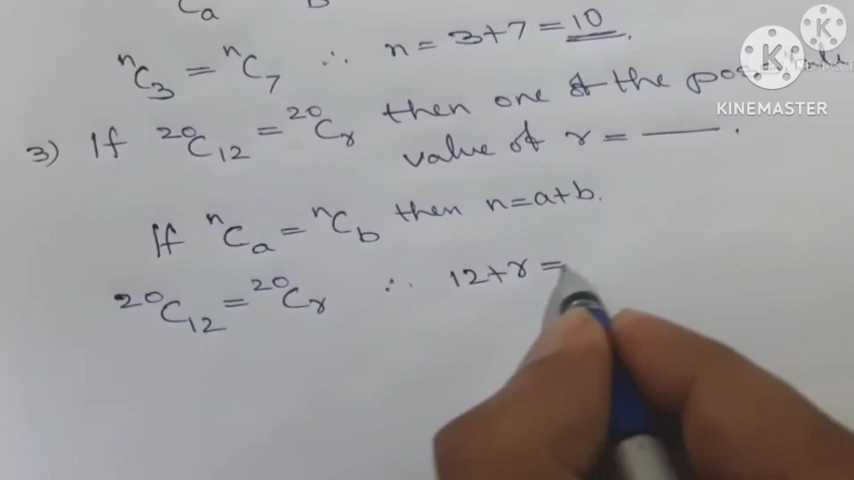 Ca
ⁿC₃ = ⁿC₇ ∴ n = 3+7 = 10.
3) If ²⁰C₁₂ = ²⁰Cᵣ then one of the
value of r = ——.
If ⁿCₐ = ⁿC_b then n=a+b.
²⁰C₁₂ = ²⁰Cᵣ ∴ 12+r =
KINEMASTER